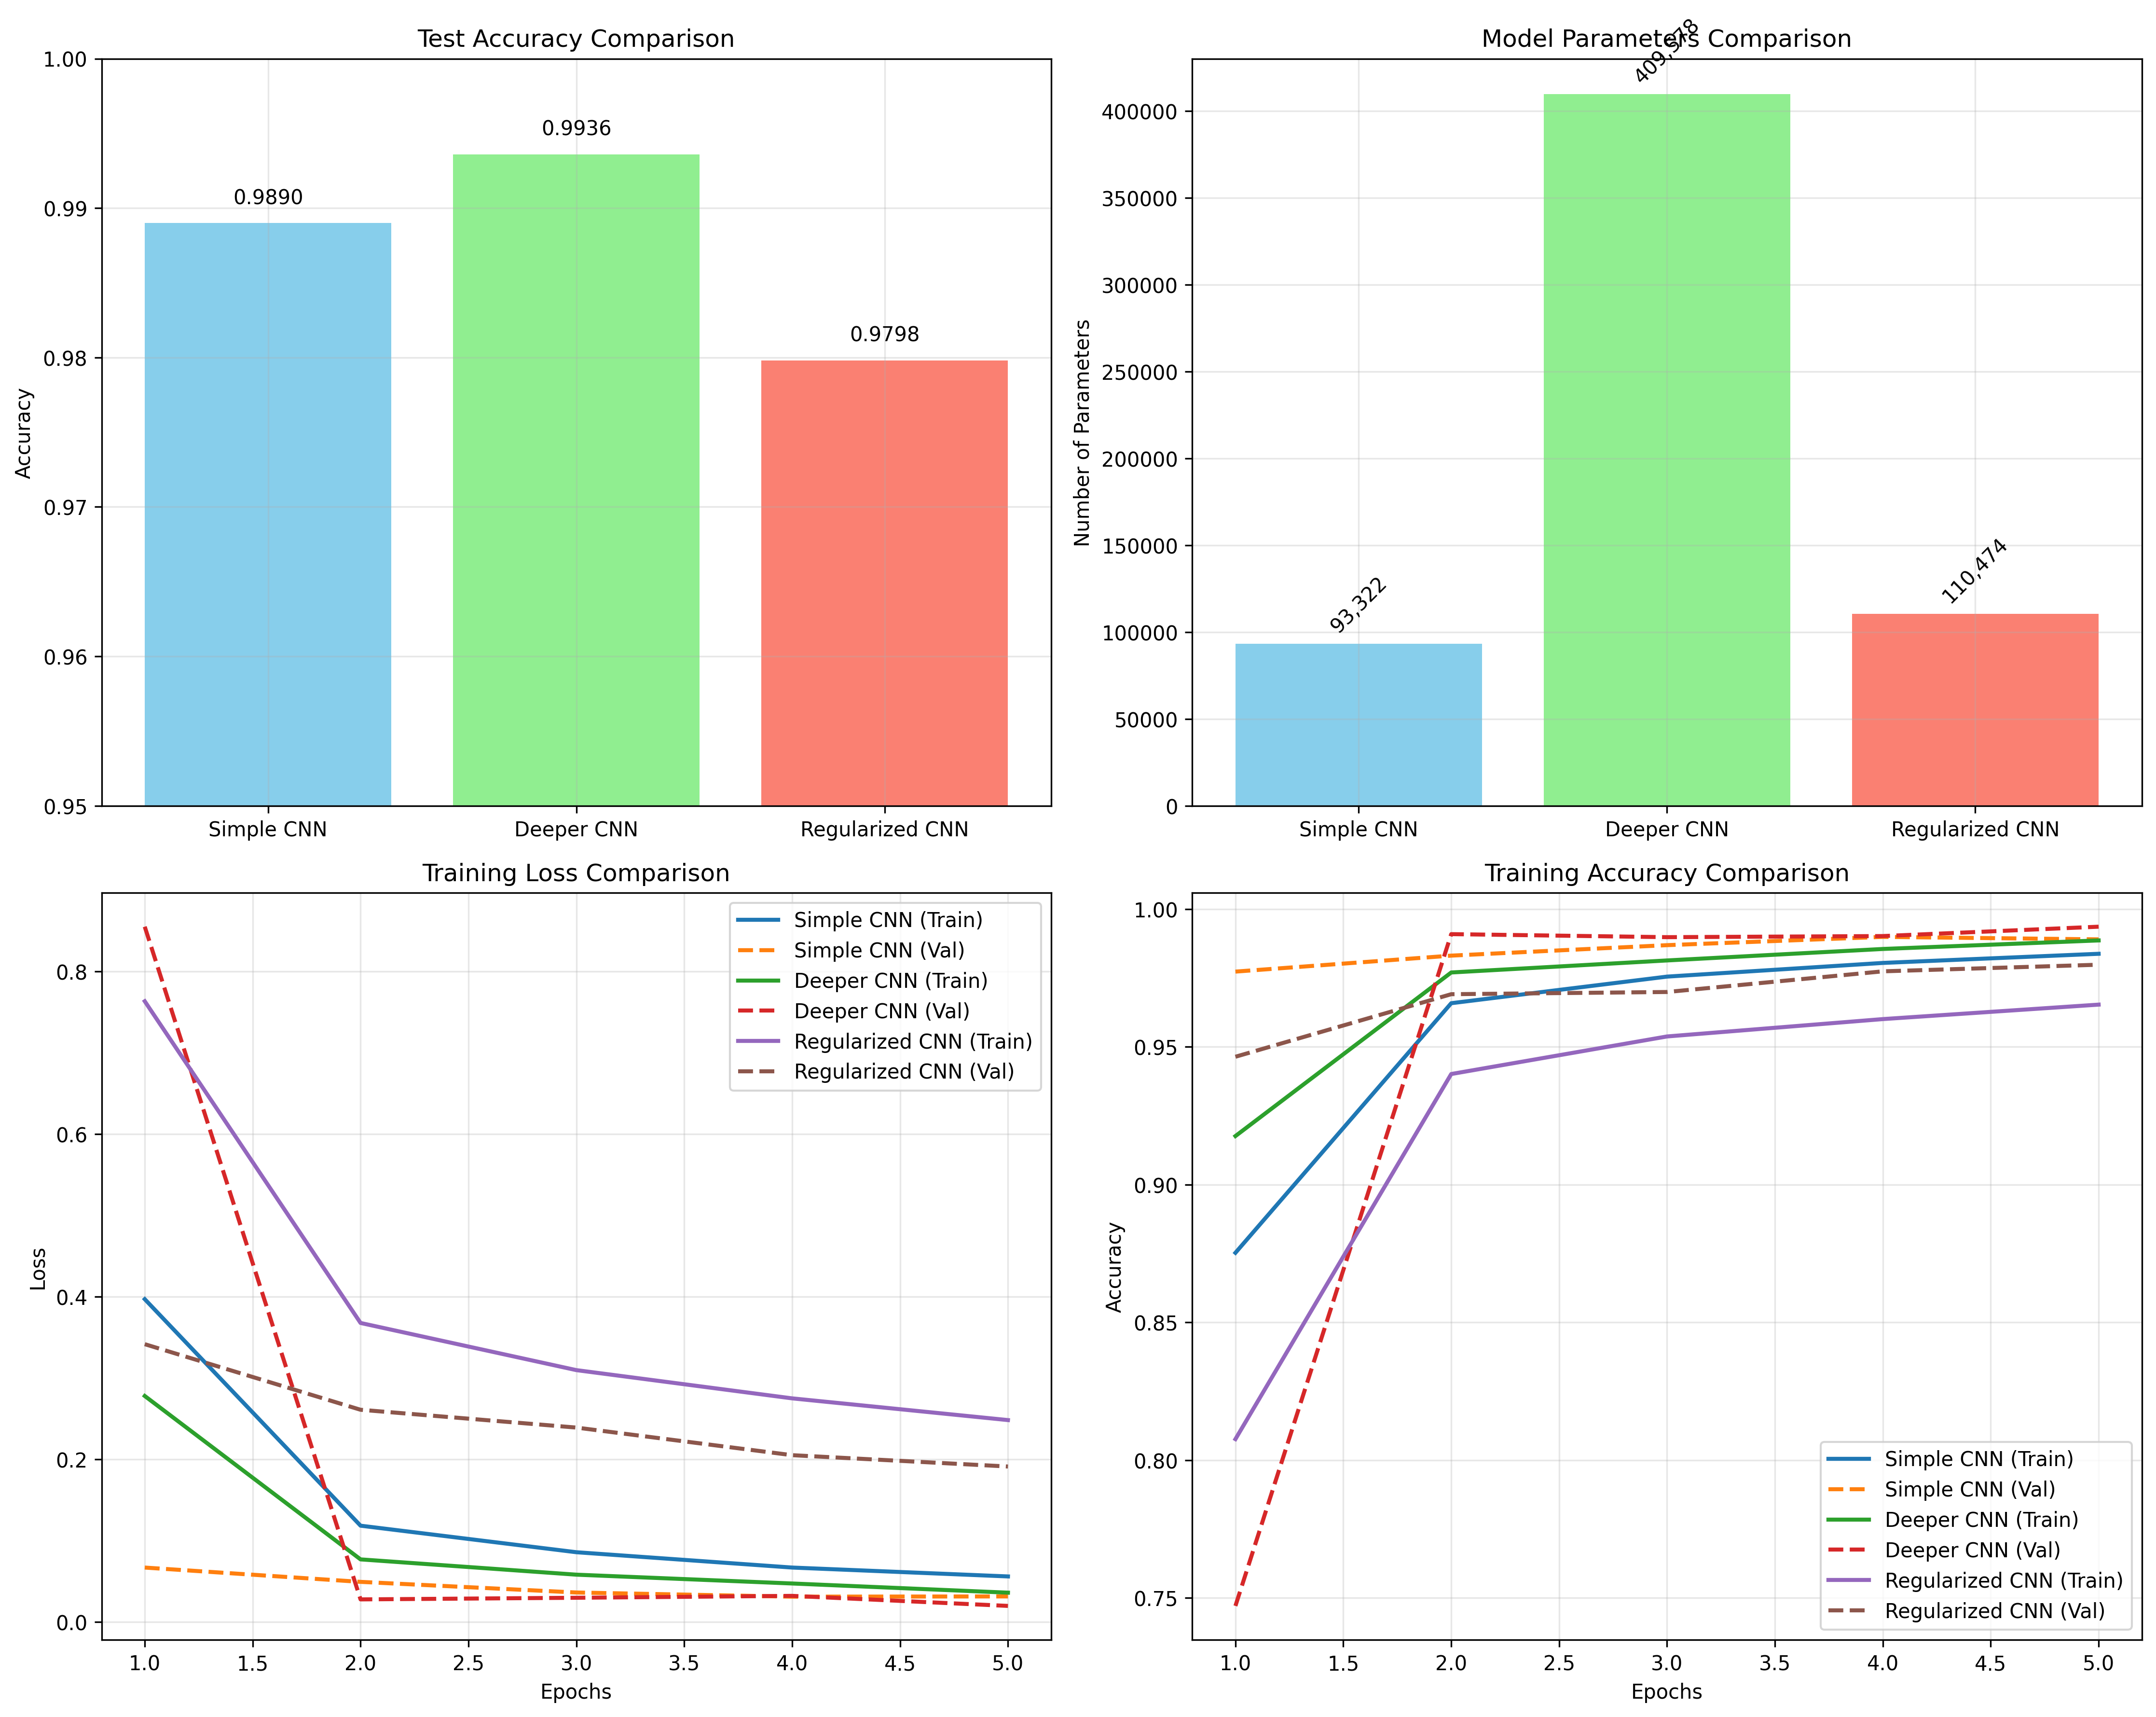 Test Accuracy Comparison
Accuracy
1.00
0.99
0.98
0.97
0.96
0.95
0.9890
0.9936
0.9798
Simple CNN
Deeper CNN
Regularized CNN
Model Parameters Comparison
Number of Parameters
400000
350000
300000
250000
200000
150000
100000
50000
0
93,322
110,474
Simple CNN
Deeper CNN
Regularized CNN
Training Loss Comparison
Loss
0.8
0.6
0.4
0.2
0.0
Simple CNN (Train)
Simple CNN (Val)
Deeper CNN (Train)
Deeper CNN (Val)
Regularized CNN (Train)
Regularized CNN (Val)
1.0 1.5 2.0 2.5 3.0 3.5 4.0 4.5 5.0
Epochs
Training Accuracy Comparison
Accuracy
1.00
0.95
0.90
0.85
0.80
0.75
Simple CNN (Train)
Simple CNN (Val)
Deeper CNN (Train)
Deeper CNN (Val)
Regularized CNN (Train)
Regularized CNN (Val)
1.0 1.5 2.0 2.5 3.0 3.5 4.0 4.5 5.0
Epochs